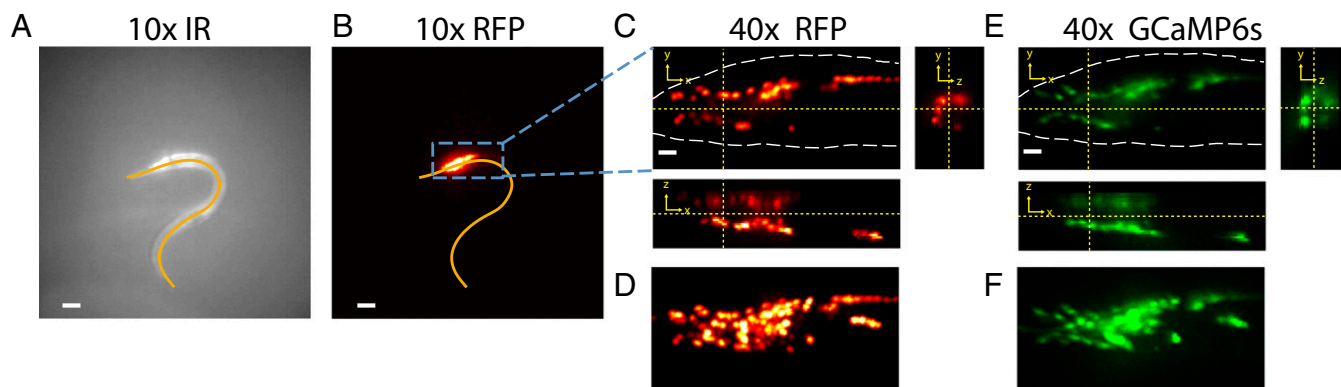 A 10x IR
B 10x RFP
C 40x RFP
E 40x GCaMP6s
y
x
y
z
y
x
y
z
z
x
z
x
D
F